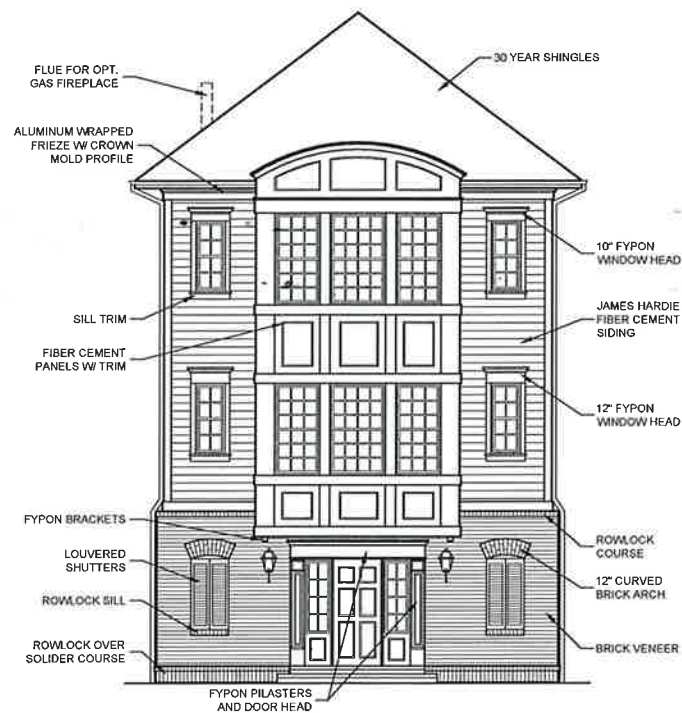 30 YEAR SHINGLES
FLUE FOR OPT.
GAS FIREPLACE
ALUMINUM WRAPPED
FRIEZE W/ CROWN
MOLD PROFILE
10" FYPON
WINDOW HEAD
SILL TRIM
JAMES HARDIE
FIBER CEMENT
SIDING
FIBER CEMENT
PANELS W/ TRIM
12" FYPON
WINDOW HEAD
FYPON BRACKETS
ROWLOCK
COURSE
LOUVERED
SHUTTERS
12" CURVED
BRICK ARCH
ROWLOCK SILL
BRICK VENEER
ROWLOCK OVER
SOLIDER COURSE
FYPON PILASTERS
AND DOOR HEAD